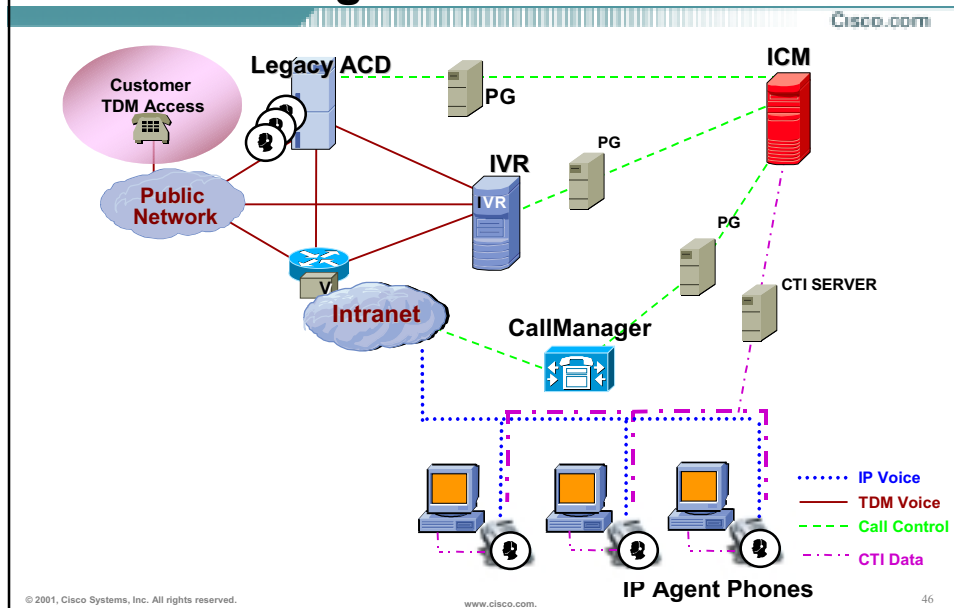 Cisco.com
Legacy ACD
ICM
Customer
TDM Access
PG
PG
IVR
IVR
Public
Network
PG
V
CTI SERVER
Intranet
CallManager
IP Voice
TDM Voice
Call Control
CTI Data
IP Agent Phones
© 2001, Cisco Systems, Inc. All rights reserved.
www.cisco.com.
46